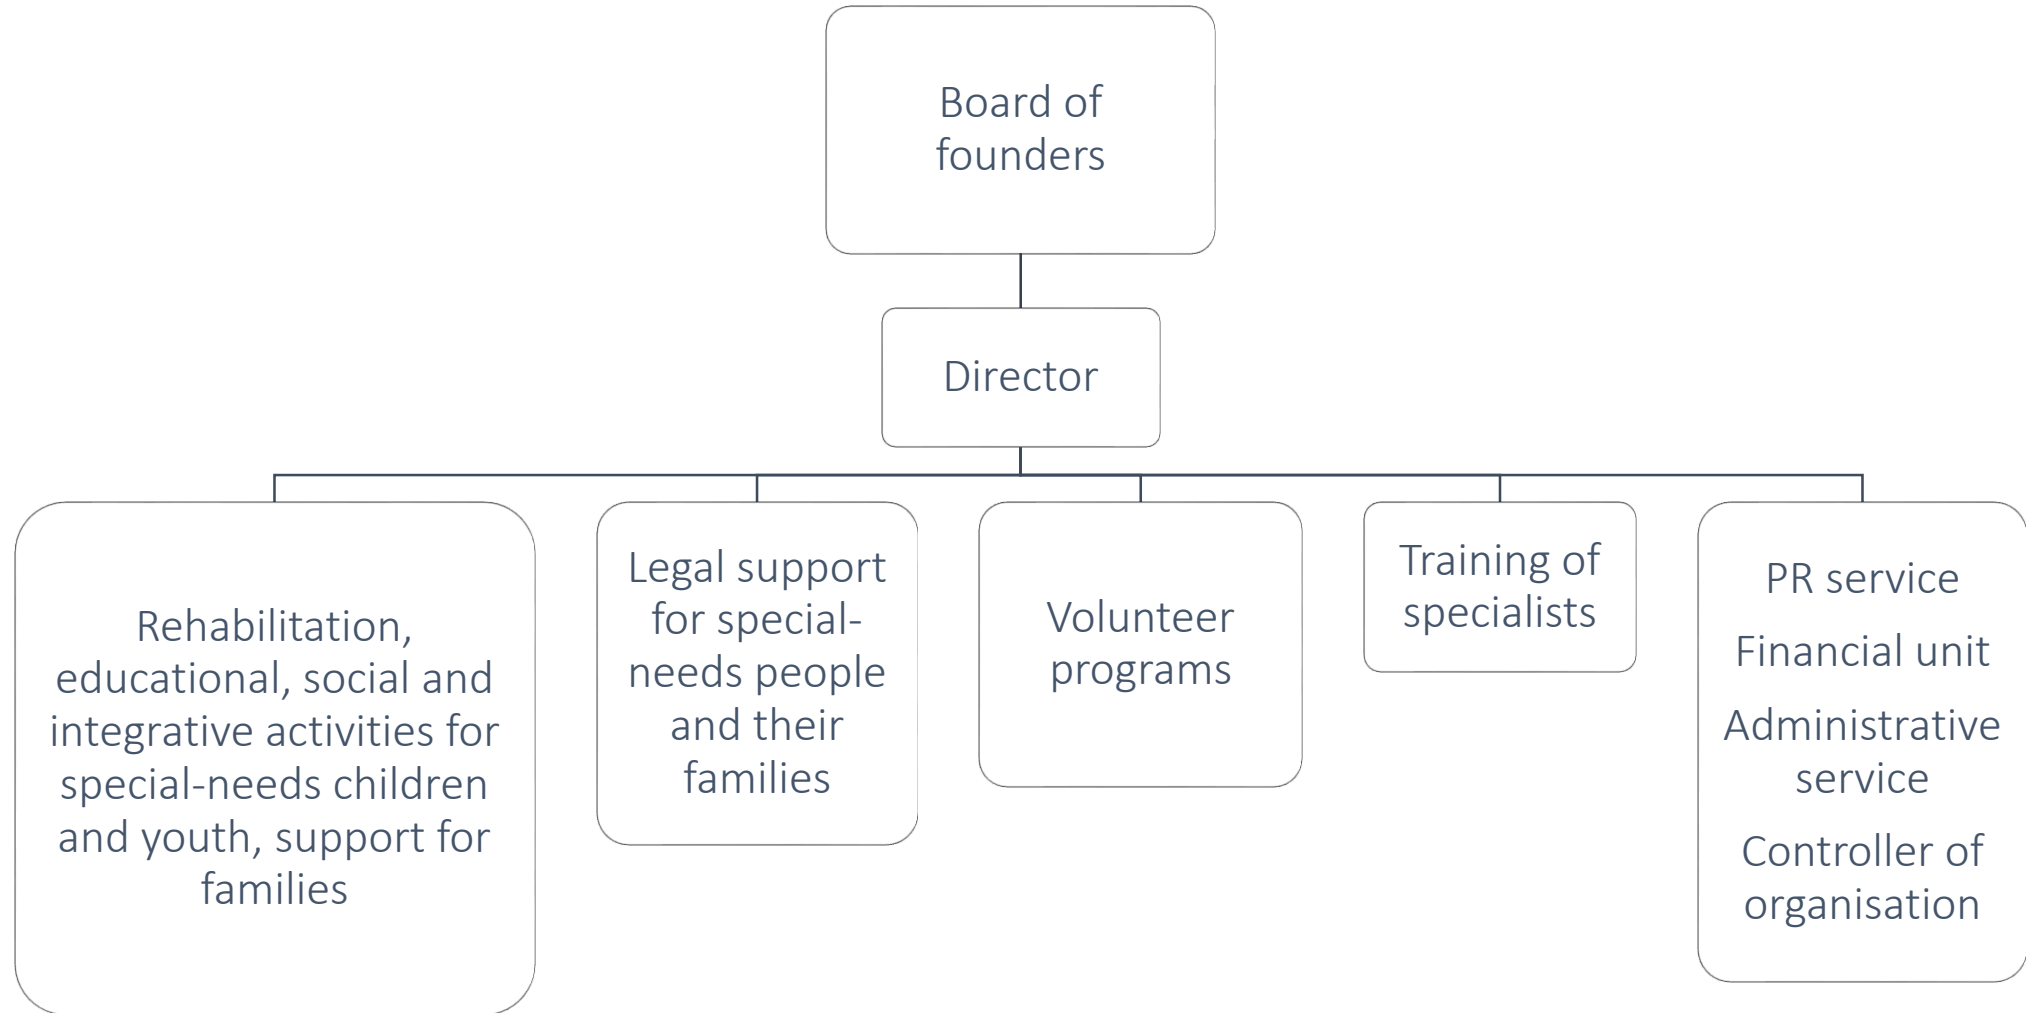 Board of
founders
Director
Rehabilitation,
educational, social and
integrative activities for
special-needs children
and youth, support for
families
Legal support
for special-
needs people
and their
families
Volunteer
programs
Training of
specialists
PR service
Financial unit
Administrative
service
Controller of
organisation